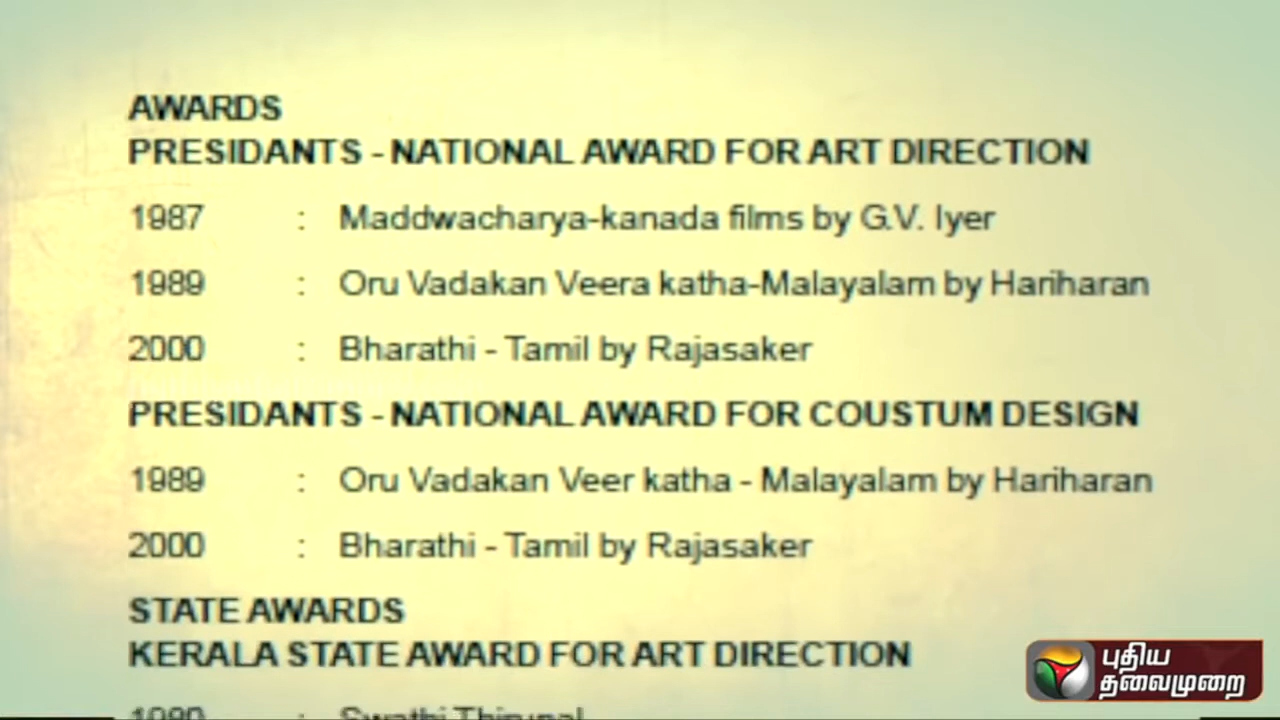 AWARDS
PRESIDANTS - NATIONAL AWARD FOR ART DIRECTION
1987 : Maddwacharya-kanada films by G.V. Iyer
1989 : Oru Vadakan Veera katha-Malayalam by Hariharan
2000 : Bharathi - Tamil by Rajasaker
PRESIDANTS - NATIONAL AWARD FOR COUSTUM DESIGN
1989 : Oru Vadakan Veer katha - Malayalam by Hariharan
2000 : Bharathi - Tamil by Rajasaker
STATE AWARDS
KERALA STATE AWARD FOR ART DIRECTION
புதிய
தலைமுறை